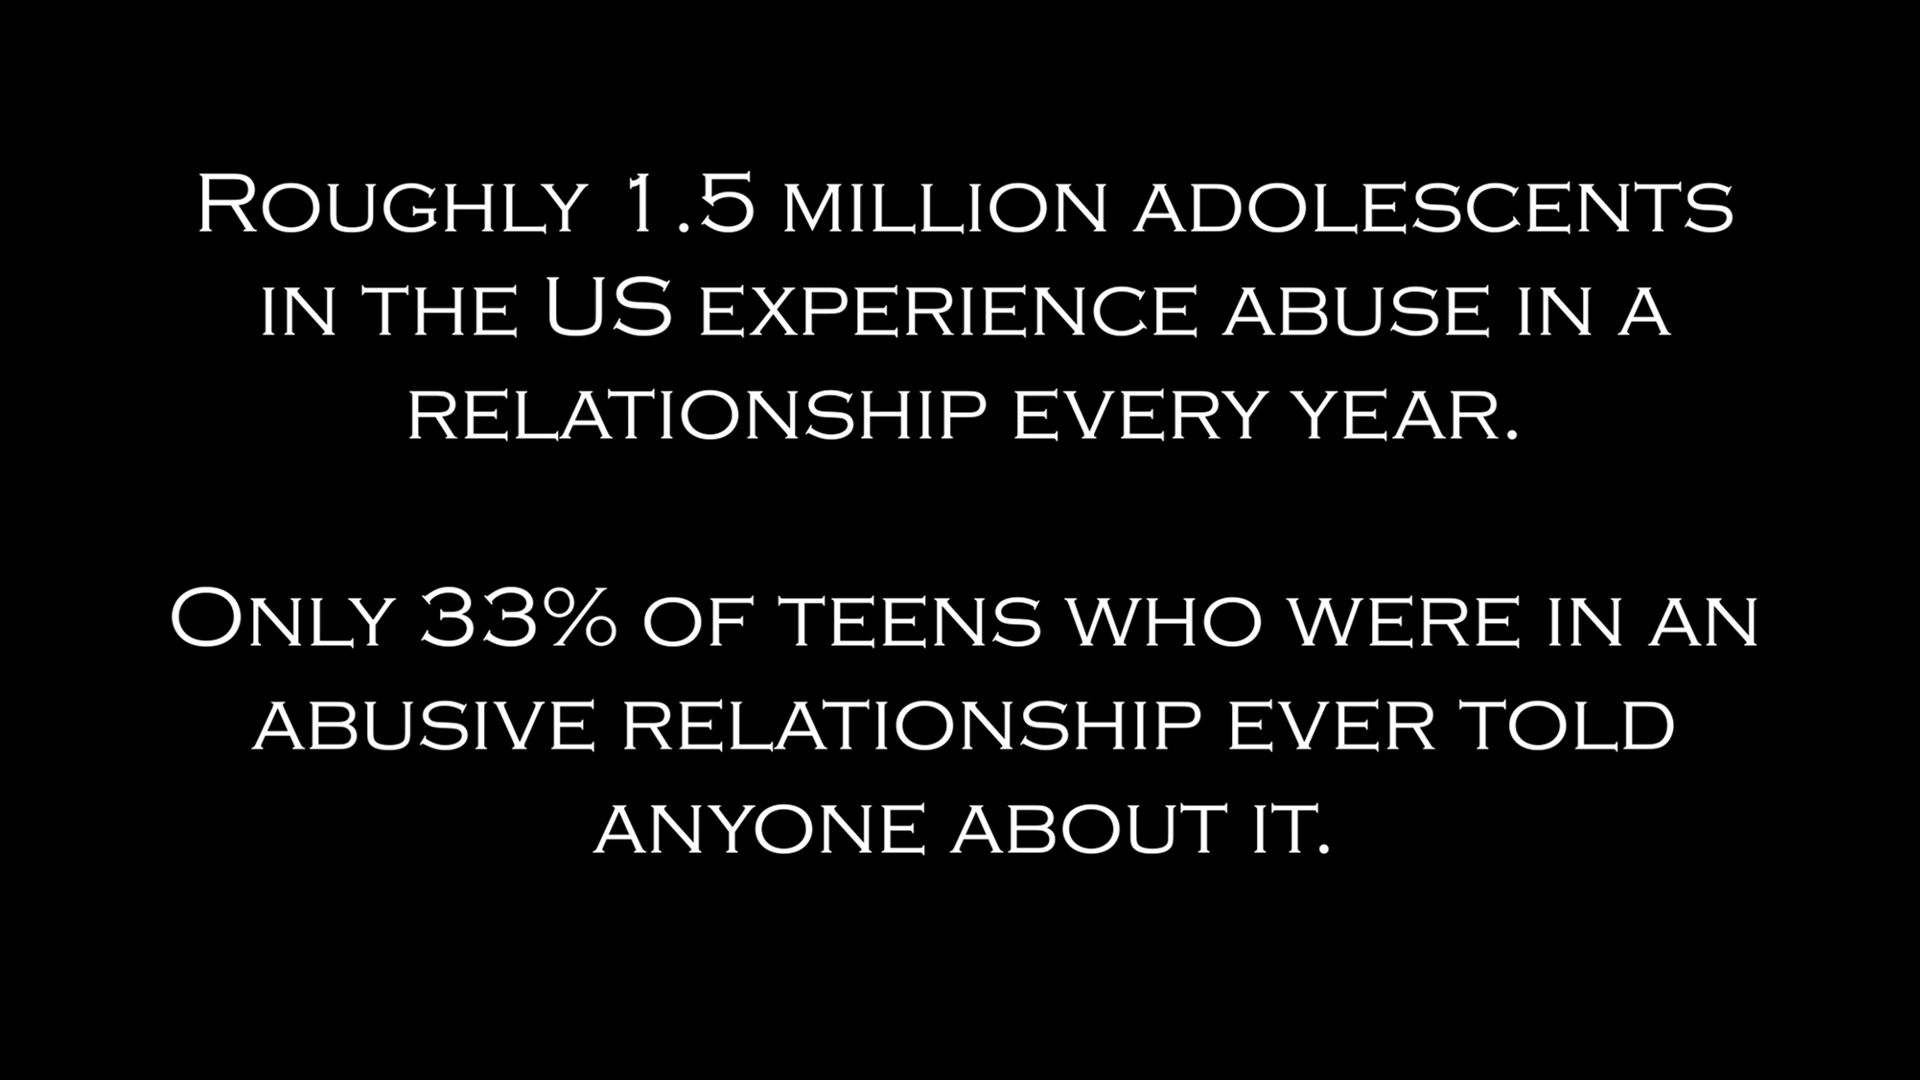 Roughly 1.5 million adolescents
in the US experience abuse in a
relationship every year.
Only 33% of teens who were in an
abusive relationship ever told
anyone about it.